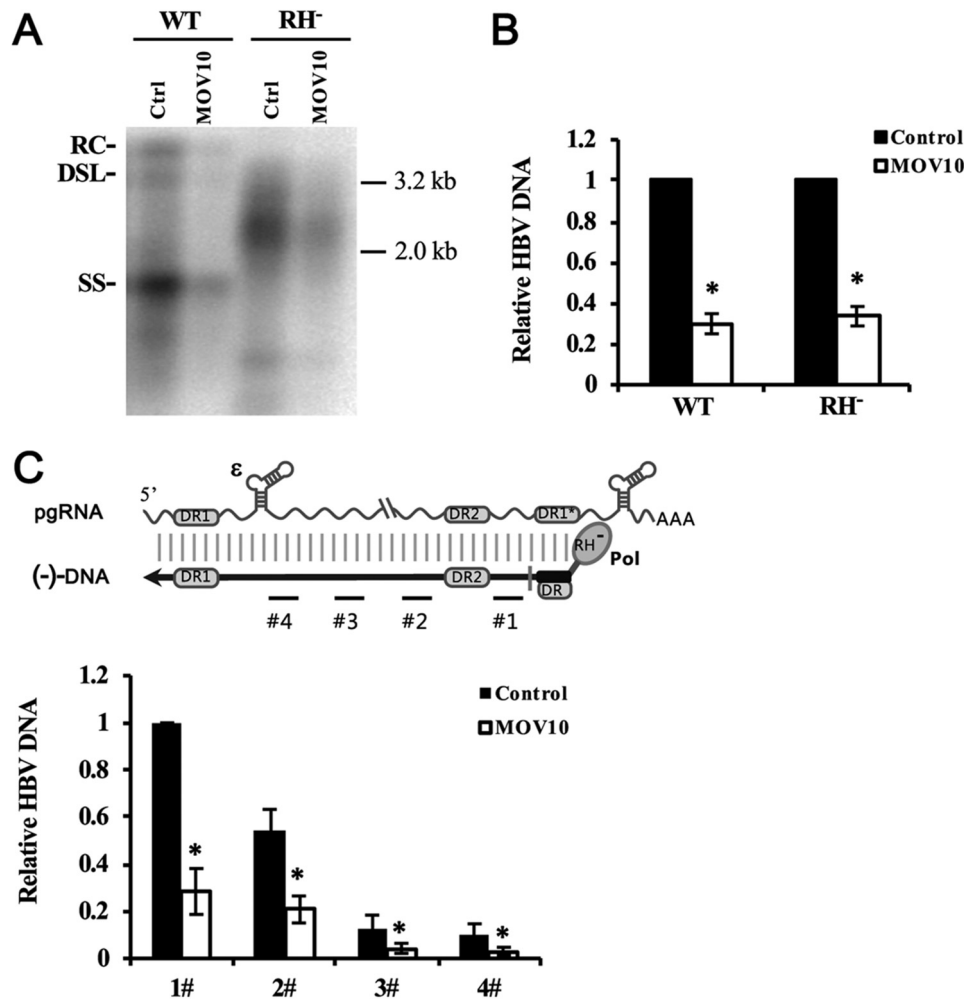 A
WT RH-
Ctrl MOV10 Ctrl MOV10
RC-
DSL-
SS-
3.2 kb
2.0 kb
B
Relative HBV DNA
1.2
1
0.8
0.6
0.4
0.2
0
Control
MOV10
*
*
WT RH-
C
5’
ε
pgRNA
DR1 DR2 DR1*
AAA
RH-
Pol
(-)-DNA
DR1 DR2 DR
#4 #3 #2 #1
Relative HBV DNA
1.2
1
0.8
0.6
0.4
0.2
0
Control
MOV10
*
*
*
*
1# 2# 3# 4#